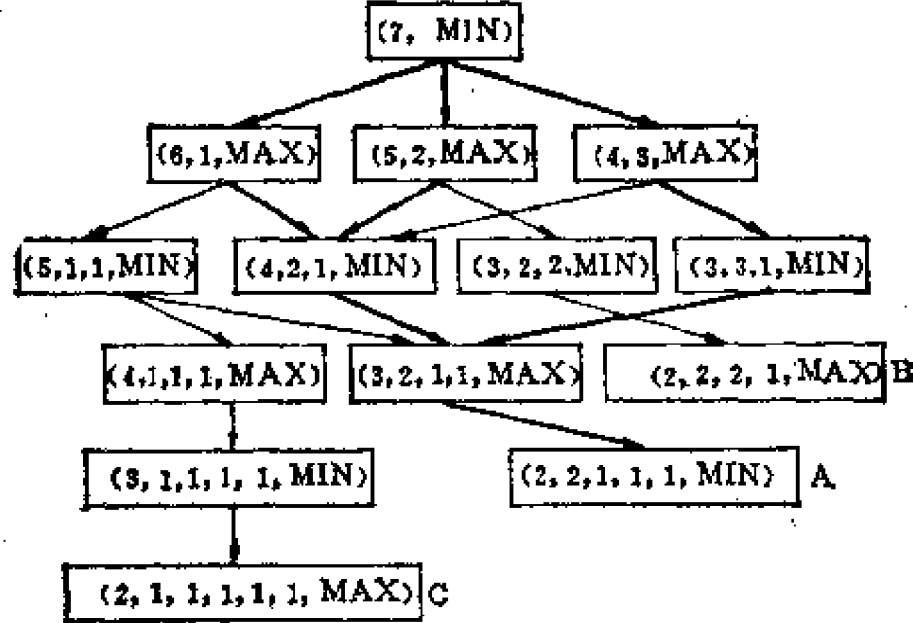 (7, MIN)
(6,1,MAX) (5,2,MAX) (4,3,MAX)
(5,1,1,MIN) (4,2,1,MIN) (3,2,2.MIN) (3,3,1,MIN)
(4,1,1,1,MAX) (3,2,1,1,MAX) (2,2,2,1,MAX) B
(3,1,1,1,1,MIN) (2,2,1,1,1,MIN) A
(2,1,1,1,1,1,MAX) C